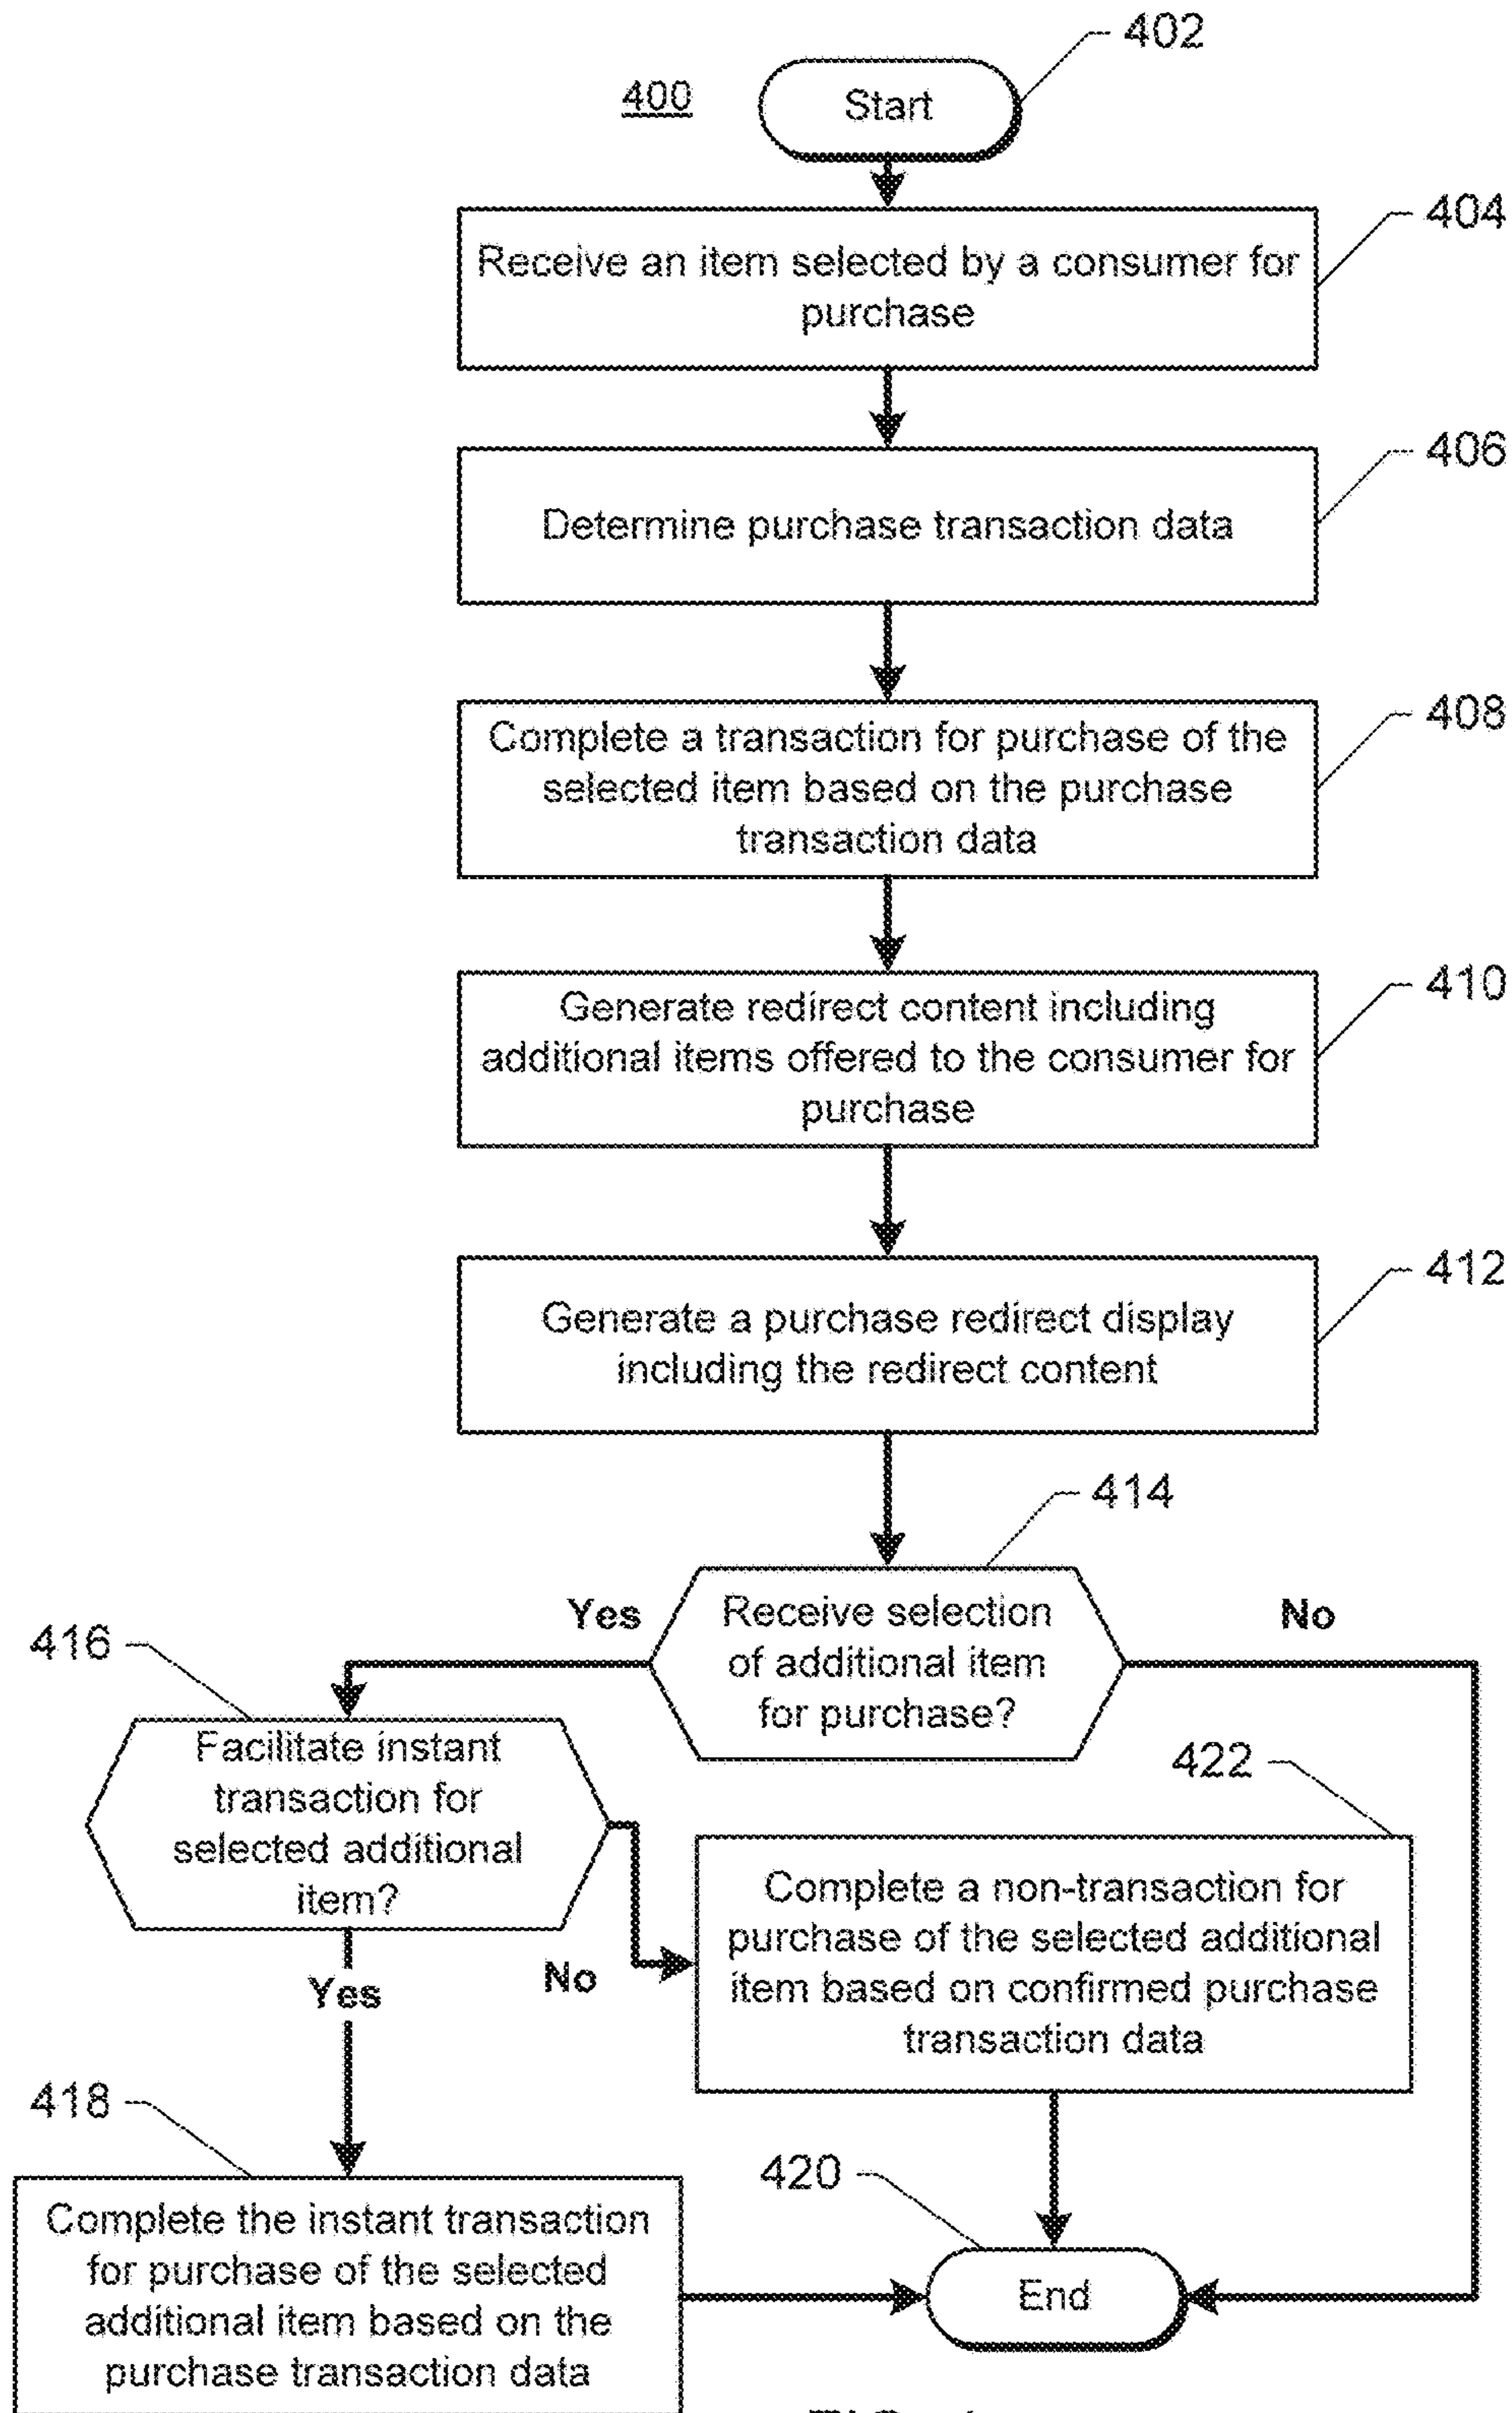 402
400
Start
404
Receive an item selected by a consumer for
purchase
406
Determine purchase transaction data
408
Complete a transaction for purchase of the
selected item based on the purchase
transaction data
410
Generate redirect content including
additional items offered to the consumer for
purchase
412
Generate a purchase redirect display
including the redirect content
414
Yes
Receive selection
of additional item
for purchase?
No
416
Facilitate instant
transaction for
selected additional
item?
422
Complete a non-transaction for
purchase of the selected additional
item based on confirmed purchase
transaction data
Yes
No
418
Complete the instant transaction
for purchase of the selected
additional item based on the
purchase transaction data
420
End